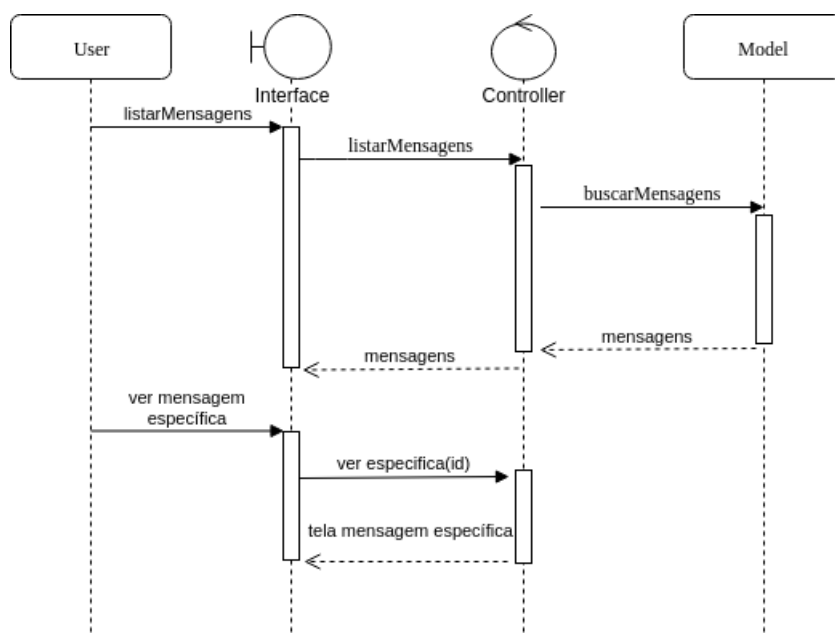 User
Model
Interface
Controller
listarMensagens
listarMensagens
buscarMensagens
mensagens
mensagens
ver mensagem
específica
ver especifica(id)
tela mensagem específica